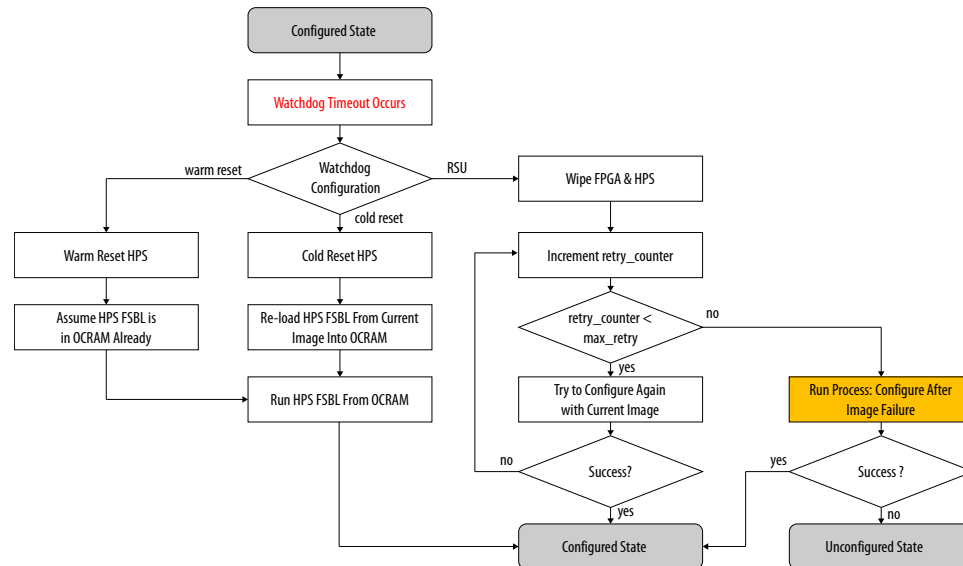 Configured State
Watchdog Timeout Occurs
Watchdog
Configuration
warm reset
RSU
cold reset
Wipe FPGA & HPS
Warm Reset HPS
Cold Reset HPS
Increment retry_counter
Assume HPS FSBL is
in OCRAM Already
Re-load HPS FSBL From Current
Image Into OCRAM
retry_counter <
max_retry
no
yes
Run HPS FSBL From OCRAM
Try to Configure Again
with Current Image
Run Process: Configure After
Image Failure
no
Success?
yes
yes
Success ?
no
Configured State
Unconfigured State